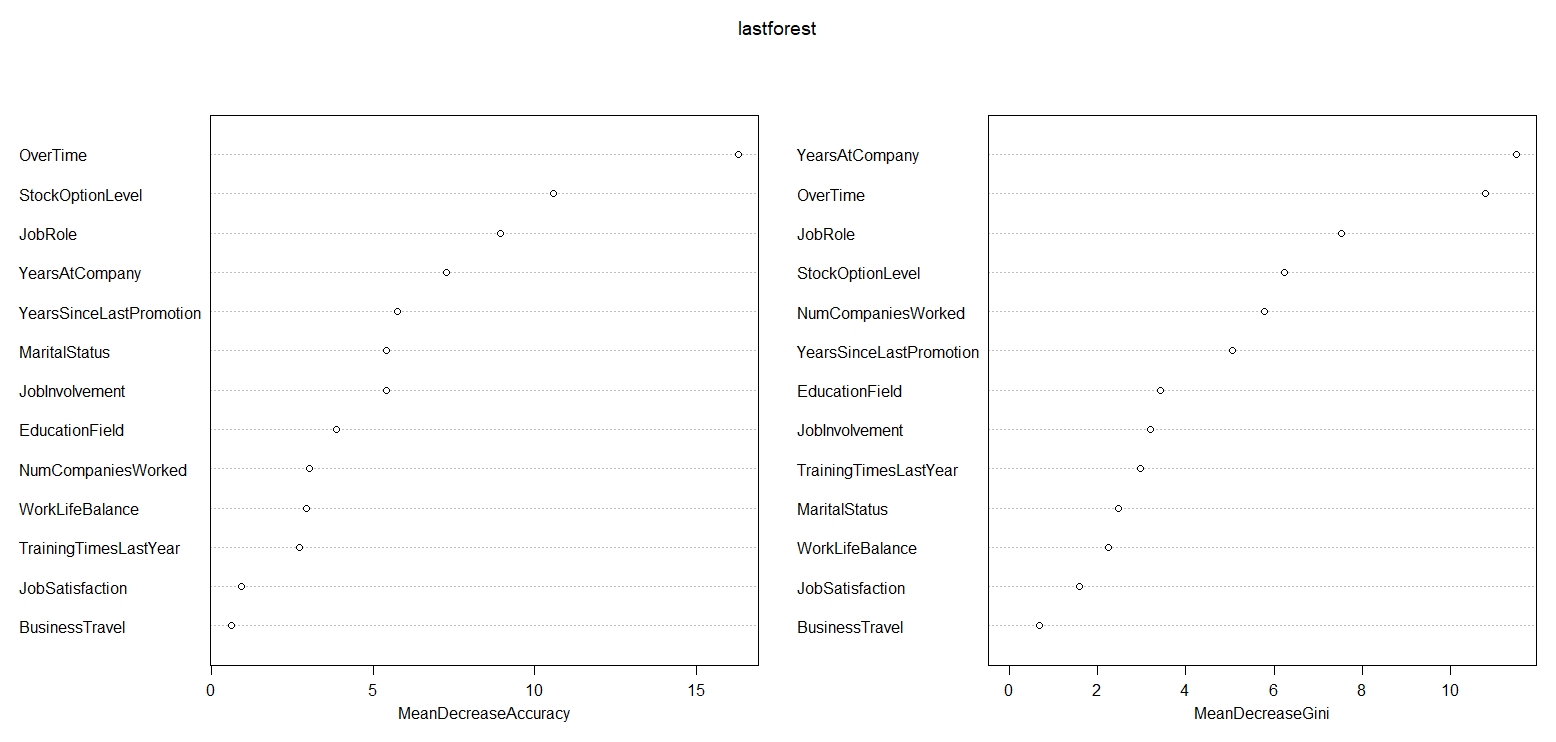 lastforest
OverTime
StockOptionLevel
JobRole
YearsAtCompany
YearsSinceLastPromotion
MaritalStatus
JobInvolvement
EducationField
NumCompaniesWorked
WorkLifeBalance
TrainingTimesLastYear
JobSatisfaction
BusinessTravel
0 5 10 15
MeanDecreaseAccuracy
YearsAtCompany
OverTime
JobRole
StockOptionLevel
NumCompaniesWorked
YearsSinceLastPromotion
EducationField
JobInvolvement
TrainingTimesLastYear
MaritalStatus
WorkLifeBalance
JobSatisfaction
BusinessTravel
0 2 4 6 8 10
MeanDecreaseGini